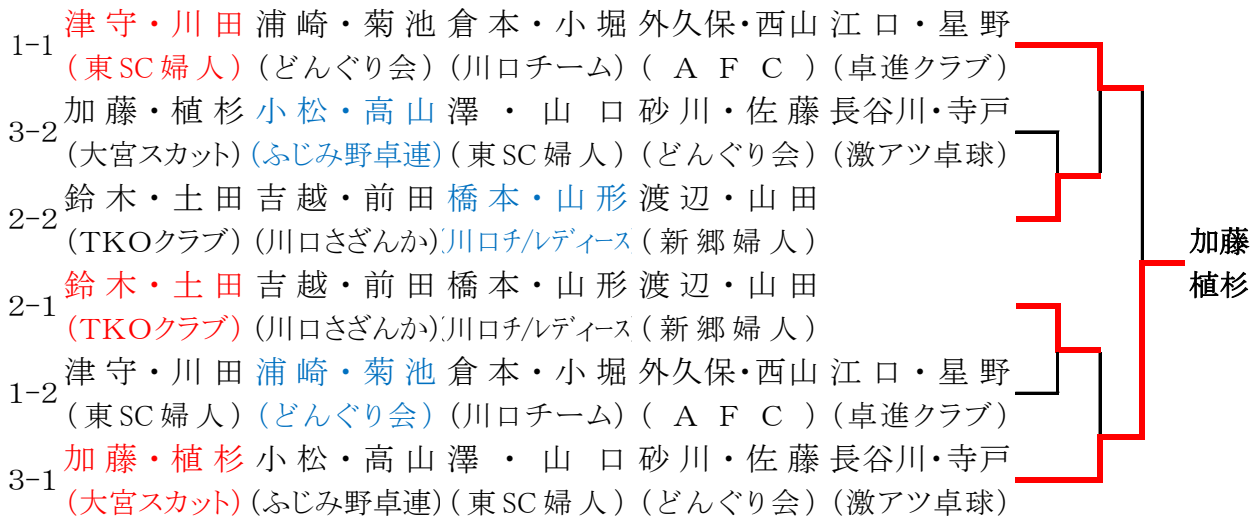 1-1 津守・川田 浦崎・菊池 倉本・小堀 外久保・西山 江口・星野
(東SC婦人) (どんぐり会) (川口チーム) (AFC) (卓進クラブ)
3-2 加藤・植杉 小松・高山 澤・山口 砂川・佐藤 長谷川・寺戸
(大宮スカット) (ふじみ野卓連) (東SC婦人) (どんぐり会) (激アツ卓球)
2-2 鈴木・土田 吉越・前田 橋本・山形 渡辺・山田
(TKOクラブ) (川口さざんか) 川口チ/レディース (新郷婦人)
加藤
植杉
2-1 鈴木・土田 吉越・前田 橋本・山形 渡辺・山田
(TKOクラブ) (川口さざんか) 川口チ/レディース (新郷婦人)
1-2 津守・川田 浦崎・菊池 倉本・小堀 外久保・西山 江口・星野
(東SC婦人) (どんぐり会) (川口チーム) (AFC) (卓進クラブ)
3-1 加藤・植杉 小松・高山 澤・山口 砂川・佐藤 長谷川・寺戸
(大宮スカット) (ふじみ野卓連) (東SC婦人) (どんぐり会) (激アツ卓球)